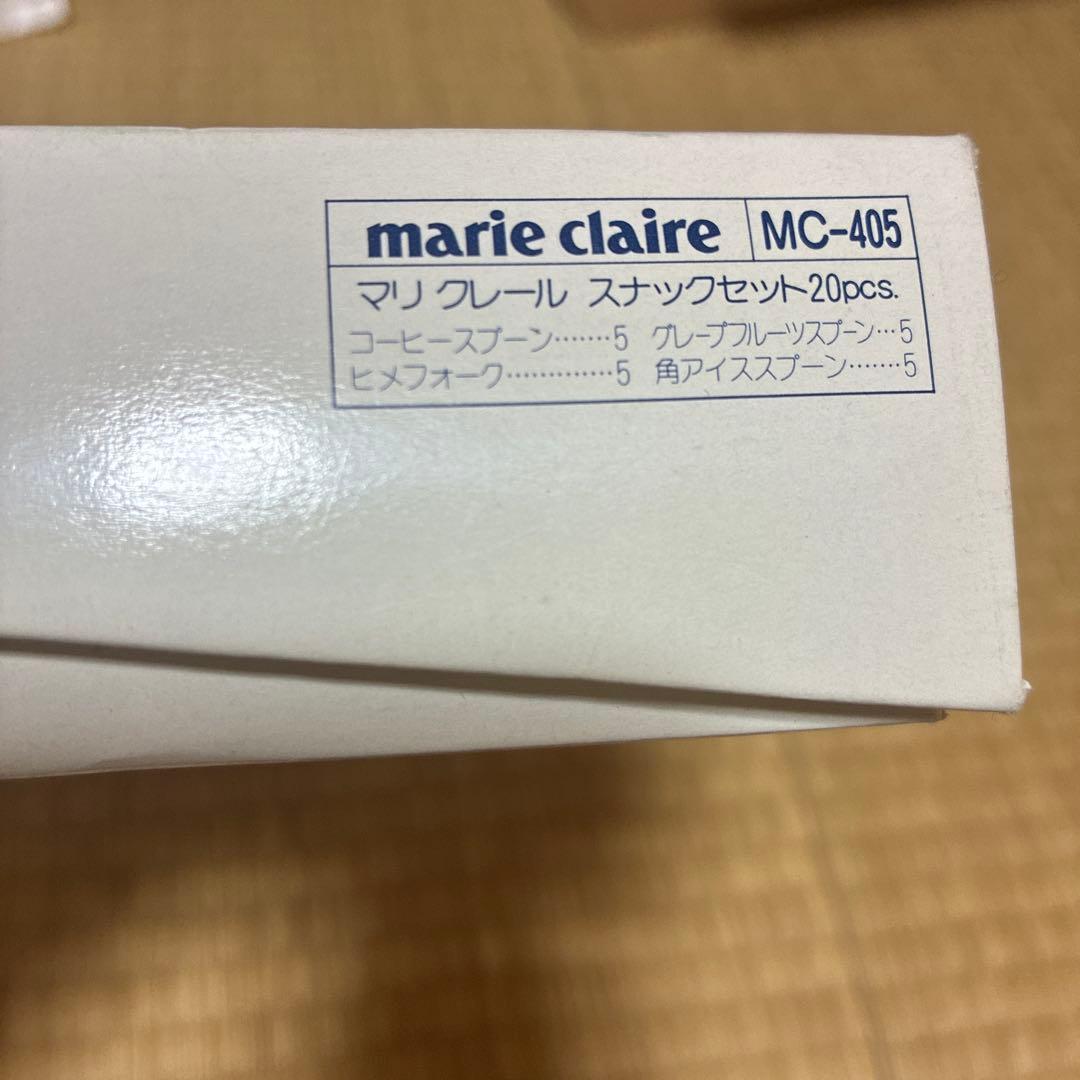 marie claire MC-405
マリ クレール スナックセット20pcs.
コーヒースプーン……5 グレープフルーツスプーン…5
ヒメフォーク…………5 角アイススプーン……5